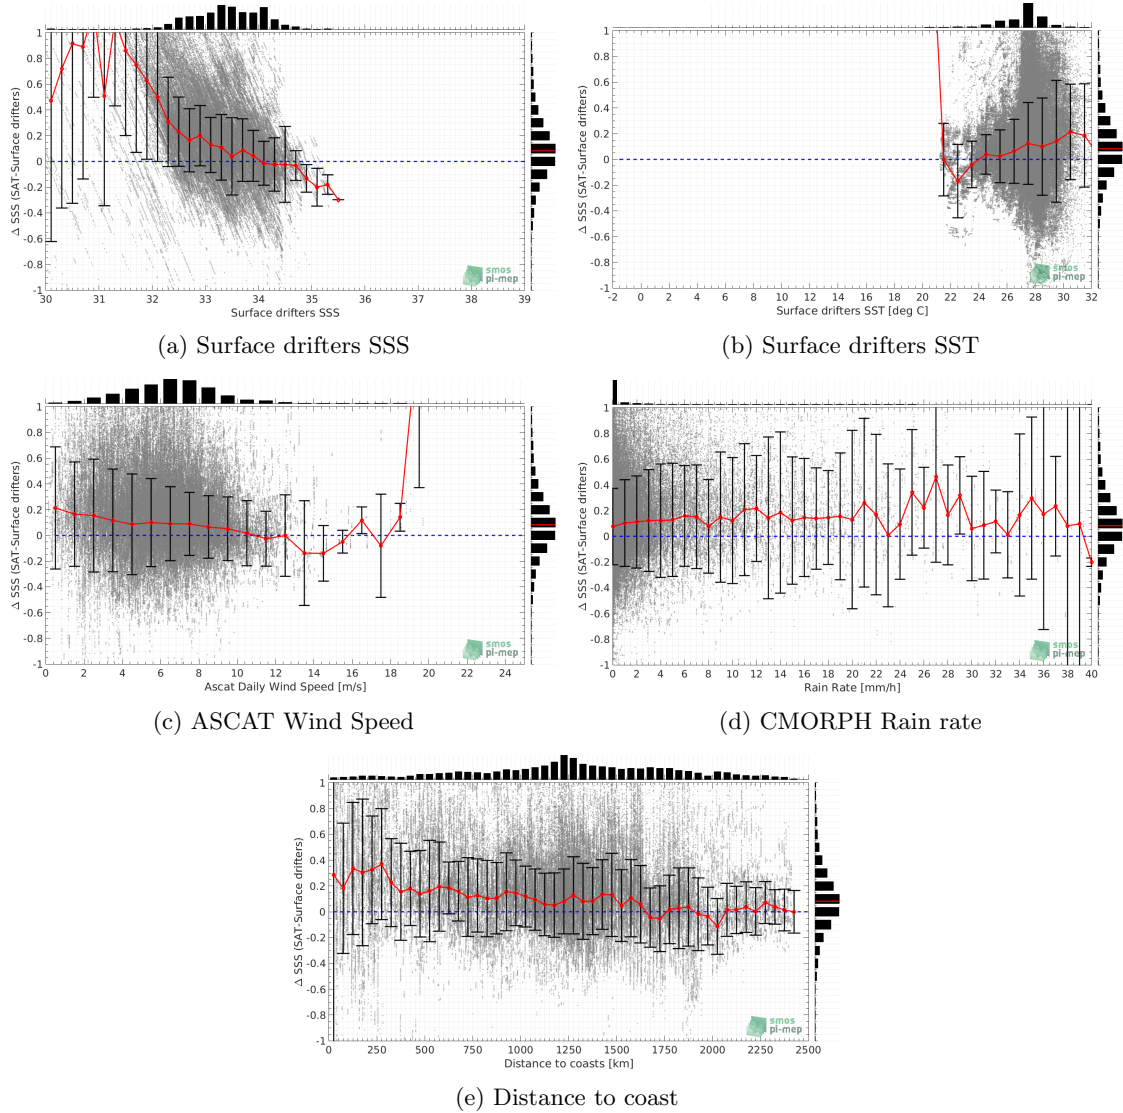 1
0.8
0.6
0.4
0.2
0
-0.2
-0.4
-0.6
-0.8
-1
Δ SSS (SAT-Surface drifters)
30 31 32 33 34 35 36 37 38 39
Surface drifters SSS
smos
pi-mep
(a) Surface drifters SSS
1
0.8
0.6
0.4
0.2
0
-0.2
-0.4
-0.6
-0.8
-1
Δ SSS (SAT-Surface drifters)
-2 0 2 4 6 8 10 12 14 16 18 20 22 24 26 28 30 32
Surface drifters SST [deg C]
smos
pi-mep
(b) Surface drifters SST
1
0.8
0.6
0.4
0.2
0
-0.2
-0.4
-0.6
-0.8
-1
Δ SSS (SAT-Surface drifters)
0 2 4 6 8 10 12 14 16 18 20 22 24
Ascat Daily Wind Speed [m/s]
smos
pi-mep
(c) ASCAT Wind Speed
1
0.8
0.6
0.4
0.2
0
-0.2
-0.4
-0.6
-0.8
-1
Δ SSS (SAT-Surface drifters)
0 2 4 6 8 10 12 14 16 18 20 22 24 26 28 30 32 34 36 38 40
Rain Rate [mm/h]
smos
pi-mep
(d) CMORPH Rain rate
1
0.8
0.6
0.4
0.2
0
-0.2
-0.4
-0.6
-0.8
-1
Δ SSS (SAT-Surface drifters)
0 250 500 750 1000 1250 1500 1750 2000 2250 2500
Distance to coasts [km]
smos
pi-mep
(e) Distance to coast